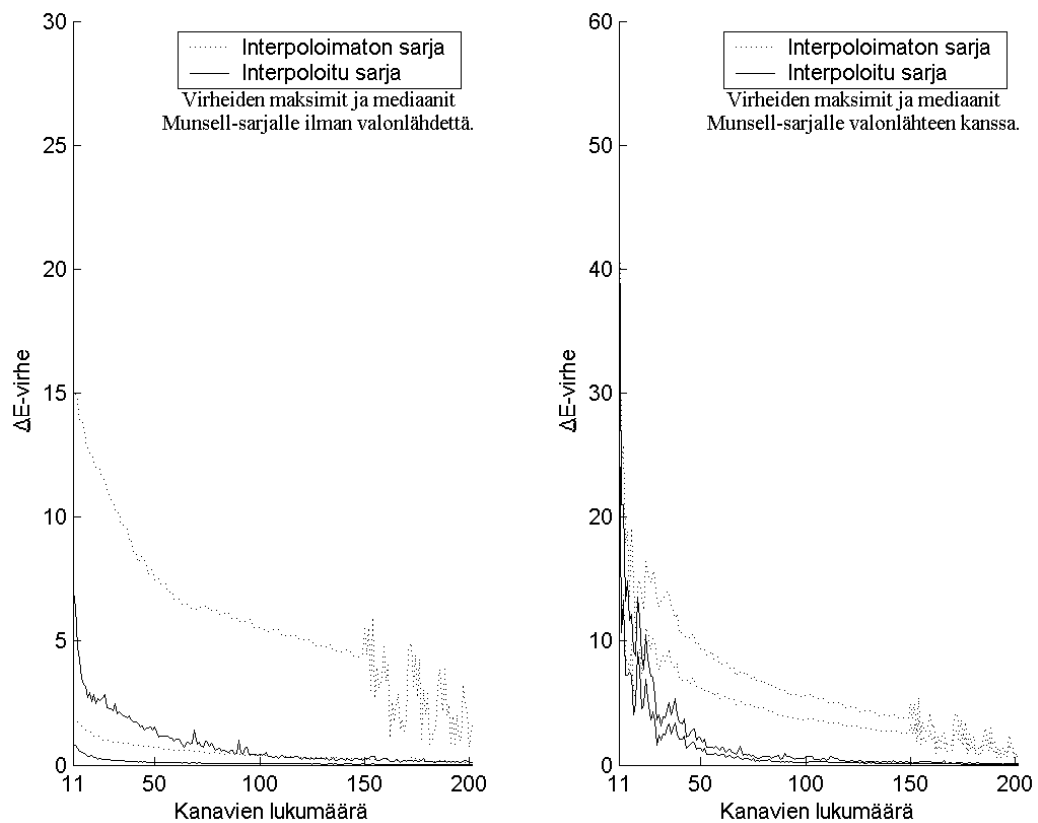 30
25
20
15
10
5
0
ΔE-virhe
Interpoloimaton sarja
Interpoloitu sarja
Virheiden maksimit ja mediaanit
Munsell-sarjalle ilman valonlähdettä.
11 50 100 150 200
Kanavien lukumäärä
60
50
40
30
20
10
0
ΔE-virhe
Interpoloimaton sarja
Interpoloitu sarja
Virheiden maksimit ja mediaanit
Munsell-sarjalle valonlähteen kanssa.
11 50 100 150 200
Kanavien lukumäärä